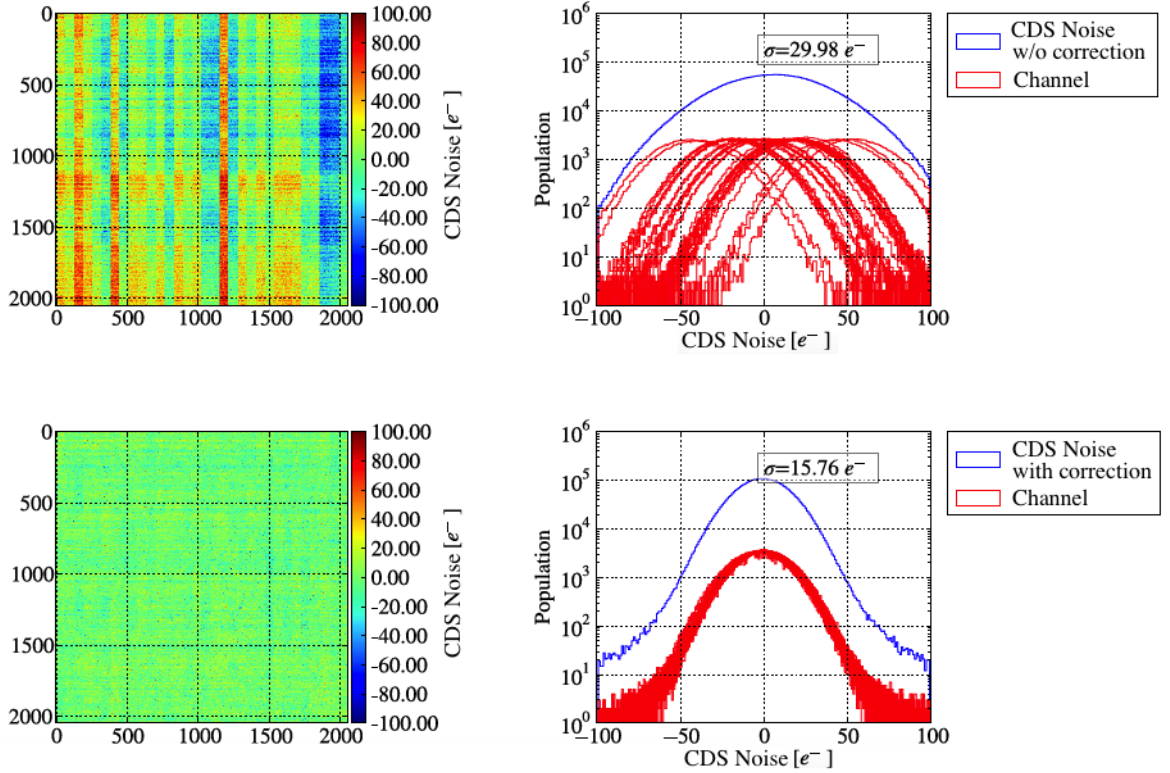 0
500
1000
1500
2000
0 500 1000 1500 2000
100.00
80.00
60.00
40.00
20.00
0.00
-20.00
-40.00
-60.00
-80.00
-100.00
CDS Noise [e⁻ ]
10⁶
10⁵
10⁴
10³
10²
10¹
10⁰
Population
σ=29.98 e⁻
−100 −50 0 50 100
CDS Noise [e⁻ ]
CDS Noise
w/o correction
Channel
0
500
1000
1500
2000
0 500 1000 1500 2000
100.00
80.00
60.00
40.00
20.00
0.00
-20.00
-40.00
-60.00
-80.00
-100.00
CDS Noise [e⁻ ]
10⁶
10⁵
10⁴
10³
10²
10¹
10⁰
Population
σ=15.76 e⁻
−100 −50 0 50 100
CDS Noise [e⁻ ]
CDS Noise
with correction
Channel